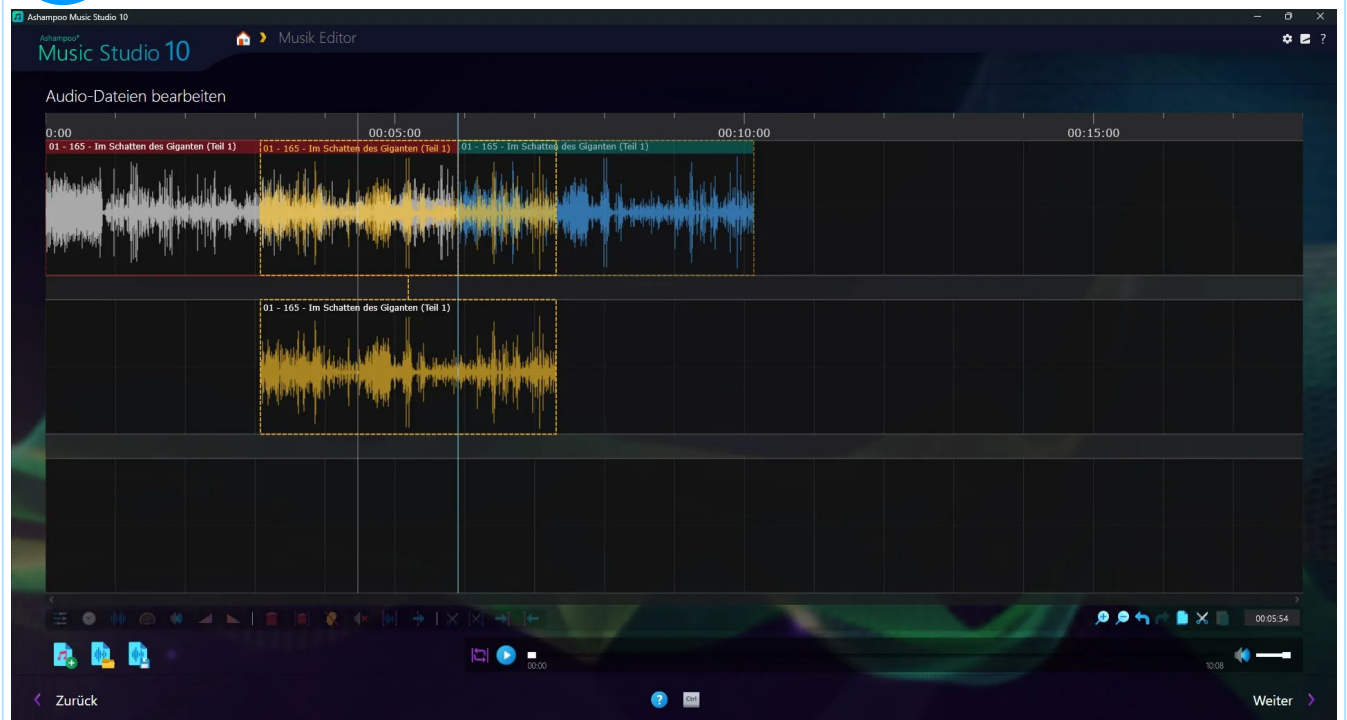 Ashampoo Music Studio 10
Ashampoo®
Music Studio 10
Musik Editor
?
Audio-Dateien bearbeiten
0:00 00:05:00 00:10:00 00:15:00
01 - 165 - Im Schatten des Giganten (Teil 1) 01 - 165 - Im Schatten des Giganten (Teil 1) 01 - 165 - Im Schatten des Giganten (Teil 1)
01 - 165 - Im Schatten des Giganten (Teil 1)
00:05:54
00:00 10:08
Zurück ? Ctrl Weiter